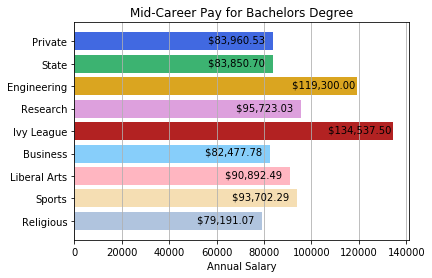 Mid-Career Pay for Bachelors Degree
Private $83,960.53
State $83,850.70
Engineering $119,300.00
Research $95,723.03
Ivy League $134,537.50
Business $82,477.78
Liberal Arts $90,892.49
Sports $93,702.29
Religious $79,191.07
0 20000 40000 60000 80000 100000 120000 140000
Annual Salary